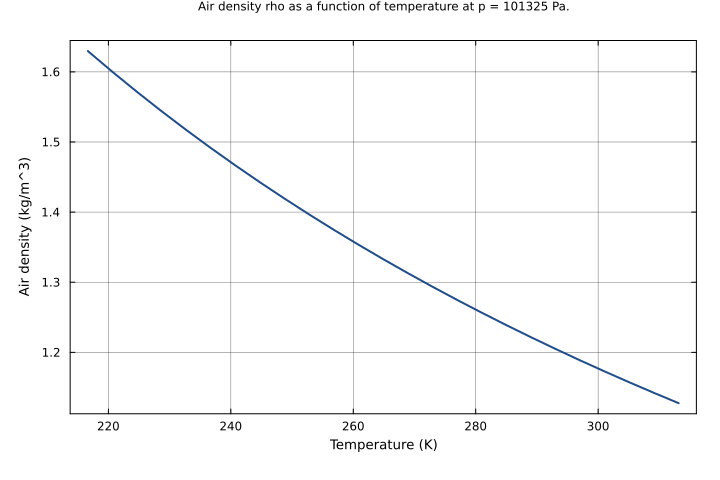 Air density rho as a function of temperature at p = 101325 Pa.
Air density (kg/m^3)
1.6
1.5
1.4
1.3
1.2
220 240 260 280 300
Temperature (K)